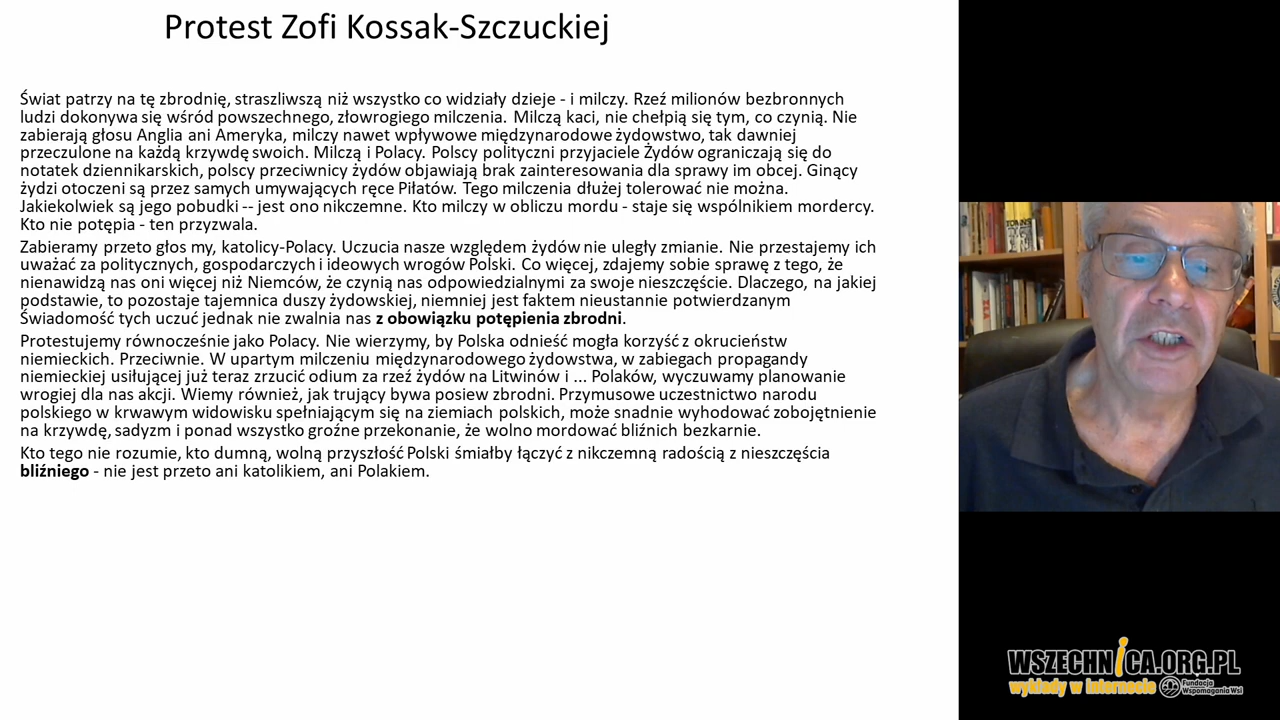 Protest Zofi Kossak-Szczuckiej
Świat patrzy na tę zbrodnię, straszliwszą niż wszystko co widziały dzieje - i milczy. Rzeź milionów bezbronnych
ludzi dokonywa się wśród powszechnego, złowrogiego milczenia. Milczą kaci, nie chełpią się tym, co czynią. Nie
zabierają głosu Anglia ani Ameryka, milczy nawet wpływowe międzynarodowe żydowstwo, tak dawniej
przeczulone na każdą krzywdę swoich. Milczą i Polacy. Polscy polityczni przyjaciele Żydów ograniczają się do
notatek dziennikarskich, polscy przeciwnicy żydów objawiają brak zainteresowania dla sprawy im obcej. Ginący
żydzi otoczeni są przez samych umywających ręce Piłatów. Tego milczenia dłużej tolerować nie można.
Jakiekolwiek są jego pobudki -- jest ono nikczemne. Kto milczy w obliczu mordu - staje się wspólnikiem mordercy.
Kto nie potępia - ten przyzwala.
Zabieramy przeto głos my, katolicy-Polacy. Uczucia nasze względem żydów nie uległy zmianie. Nie przestajemy ich
uważać za politycznych, gospodarczych i ideowych wrogów Polski. Co więcej, zdajemy sobie sprawę z tego, że
nienawidzą nas oni więcej niż Niemców, że czynią nas odpowiedzialnymi za swoje nieszczęście. Dlaczego, na jakiej
podstawie, to pozostaje tajemnica duszy żydowskiej, niemniej jest faktem nieustannie potwierdzanym
Świadomość tych uczuć jednak nie zwalnia nas z obowiązku potępienia zbrodni.
Protestujemy równocześnie jako Polacy. Nie wierzymy, by Polska odnieść mogła korzyść z okrucieństw
niemieckich. Przeciwnie. W upartym milczeniu międzynarodowego żydowstwa, w zabiegach propagandy
niemieckiej usiłującej już teraz zrzucić odium za rzeź żydów na Litwinów i ... Polaków, wyczuwamy planowanie
wrogiej dla nas akcji. Wiemy również, jak trujący bywa posiew zbrodni. Przymusowe uczestnictwo narodu
polskiego w krwawym widowisku spełniającym się na ziemiach polskich, może snadnie wyhodować zobojętnienie
na krzywdę, sadyzm i ponad wszystko groźne przekonanie, że wolno mordować bliźnich bezkarnie.
Kto tego nie rozumie, kto dumną, wolną przyszłość Polski śmiałby łączyć z nikczemną radością z nieszczęścia
bliźniego - nie jest przeto ani katolikiem, ani Polakiem.
WSZECHNICA.ORG.PL
wykłady w internecie
Fundacja
Wspomagania Wsi